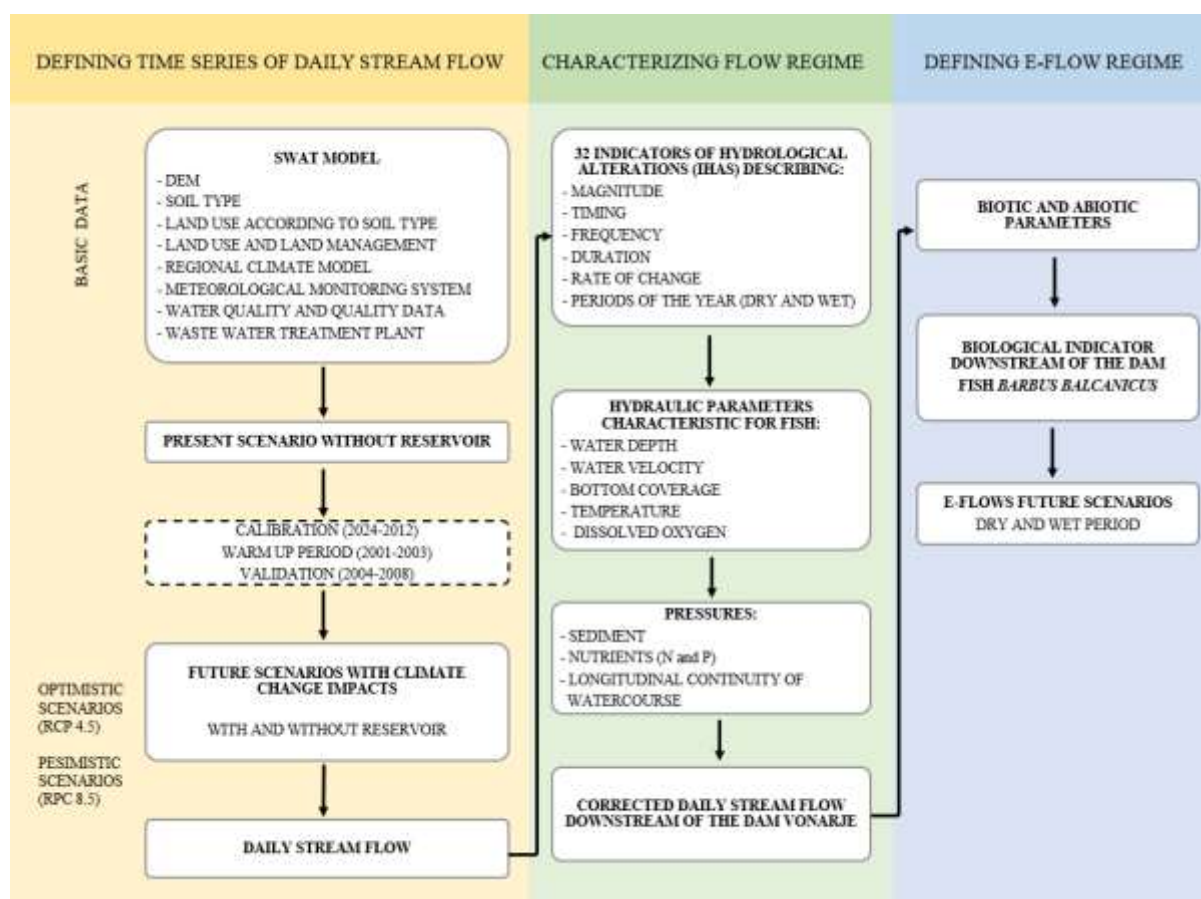 DEFINING TIME SERIES OF DAILY STREAM FLOW
BASIC DATA
SWAT MODEL
- DEM
- SOIL TYPE
- LAND USE ACCORDING TO SOIL TYPE
- LAND USE AND LAND MANAGEMENT
- REGIONAL CLIMATE MODEL
- METEOROLOGICAL MONITORING SYSTEM
- WATER QUALITY AND QUALITY DATA
- WASTE WATER TREATMENT PLANT
PRESENT SCENARIO WITHOUT RESERVOIR
CALIBRATION (2024-2012)
WARM UP PERIOD (2001-2003)
VALIDATION (2004-2008)
OPTIMISTIC
SCENARIOS
(RCP 4.5)
PESIMISTIC
SCENARIOS
(RPC 8.5)
FUTURE SCENARIOS WITH CLIMATE
CHANGE IMPACTS
WITH AND WITHOUT RESERVOIR
DAILY STREAM FLOW
CHARACTERIZING FLOW REGIME
32 INDICATORS OF HYDROLOGICAL
ALTERATIONS (IHAS) DESCRIBING:
- MAGNITUDE
- TIMING
- FREQUENCY
- DURATION
- RATE OF CHANGE
- PERIODS OF THE YEAR (DRY AND WET)
HYDRAULIC PARAMETERS
CHARACTERISTIC FOR FISH:
- WATER DEPTH
- WATER VELOCITY
- BOTTOM COVERAGE
- TEMPERATURE
- DISSOLVED OXYGEN
PRESSURES:
- SEDIMENT
- NUTRIENTS (N and P)
- LONGITUDINAL CONTINUITY OF
WATERCOURSE
CORRECTED DAILY STREAM FLOW
DOWNSTREAM OF THE DAM VONARJE
DEFINING E-FLOW REGIME
BIOTIC AND ABIOTIC
PARAMETERS
BIOLOGICAL INDICATOR
DOWNSTREAM OF THE DAM
FISH BARBUS BALCANICUS
E-FLOWS FUTURE SCENARIOS
DRY AND WET PERIOD